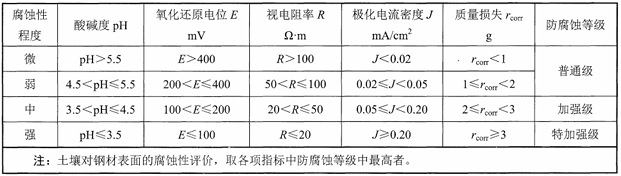 腐蚀性程度 酸碱度 pH 氧化还原电位 E mV 视电阻率 R Ω·m 极化电流密度 J mA/cm² 质量损失 rcorr g 防腐蚀等级
微 pH>5.5 E>400 R>100 J<0.02 rcorr<1 普通级
弱 4.5<pH≤5.5 200<E≤400 50<R≤100 0.02≤J<0.05 1≤rcorr<2
中 3.5<pH≤4.5 100<E≤200 20<R≤50 0.05≤J<0.20 2≤rcorr<3 加强级
强 pH≤3.5 E≤100 R≤20 J≥0.20 rcorr≥3 特加强级
注：土壤对钢材表面的腐蚀性评价，取各项指标中防腐蚀等级中最高者。